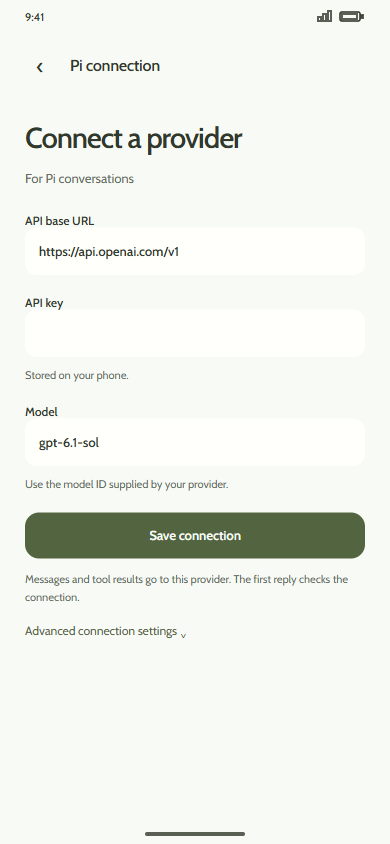 9:41
‹ Pi connection
Connect a provider
For Pi conversations
API base URL
https://api.openai.com/v1
API key
Stored on your phone.
Model
gpt-6.1-sol
Use the model ID supplied by your provider.
Save connection
Messages and tool results go to this provider. The first reply checks the
connection.
Advanced connection settings